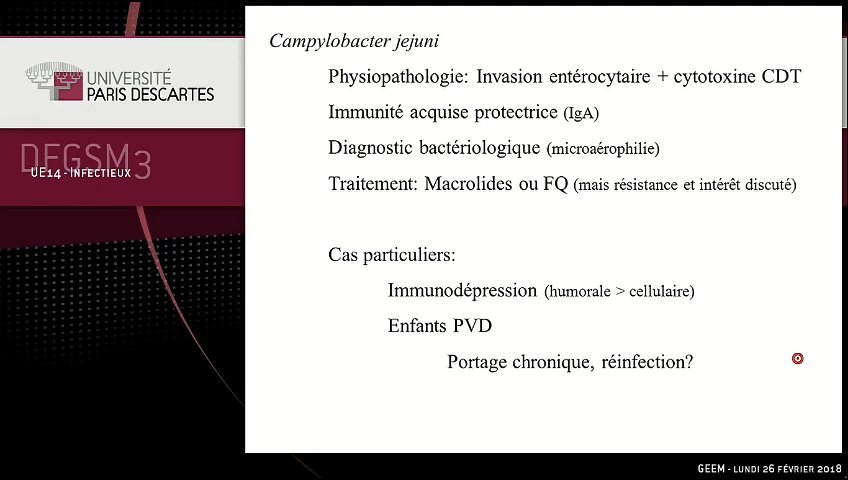 Campylobacter jejuni
Physiopathologie: Invasion entérocytaire + cytotoxine CDT
Immunité acquise protectrice (IgA)
Diagnostic bactériologique (microaérophilie)
Traitement: Macrolides ou FQ (mais résistance et intérêt discuté)
Cas particuliers:
Immunodépression (humorale > cellulaire)
Enfants PVD
Portage chronique, réinfection?
UNIVERSITÉ
PARIS DESCARTES
DFGSM3
UE14 - INFECTIEUX
GEEM - LUNDI 26 FÉVRIER 2018